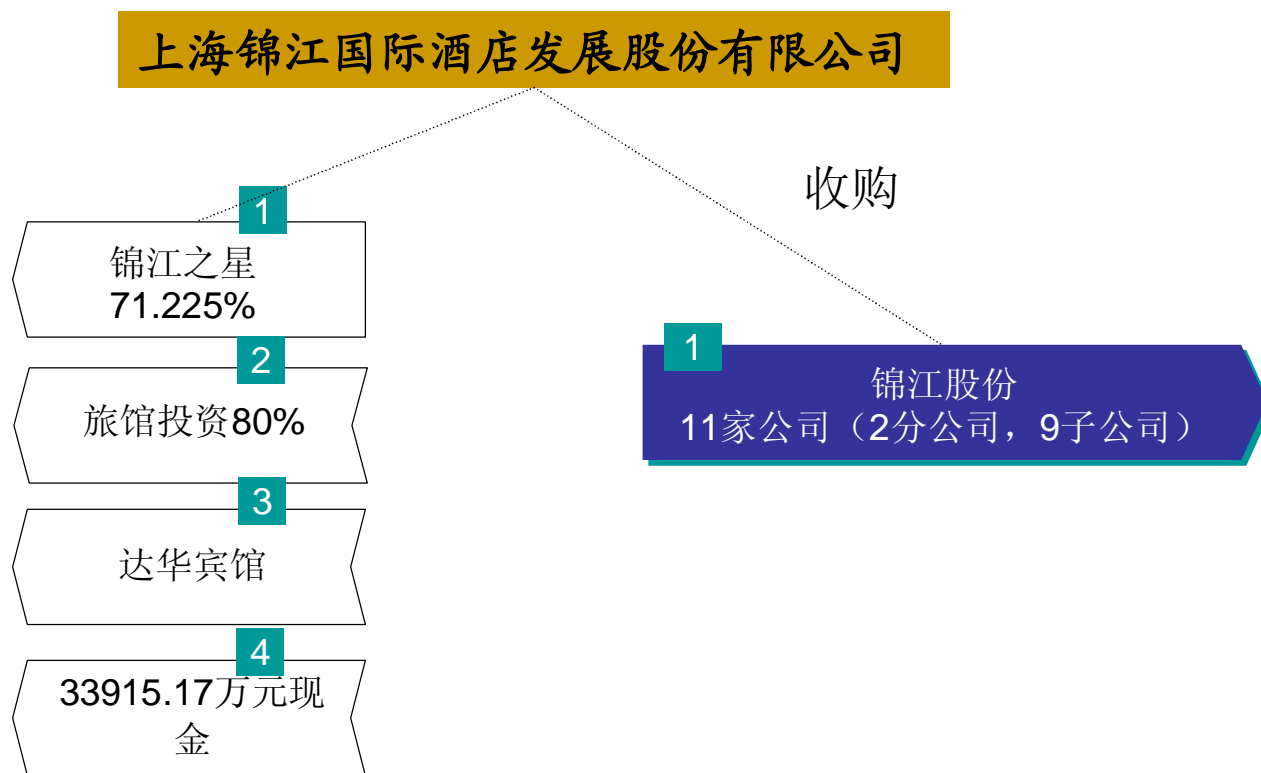 上海锦江国际酒店发展股份有限公司
收购
1
锦江之星
71.225%
2
旅馆投资80%
3
达华宾馆
4
33915.17万元现
金
1
锦江股份
11家公司（2分公司，9子公司）